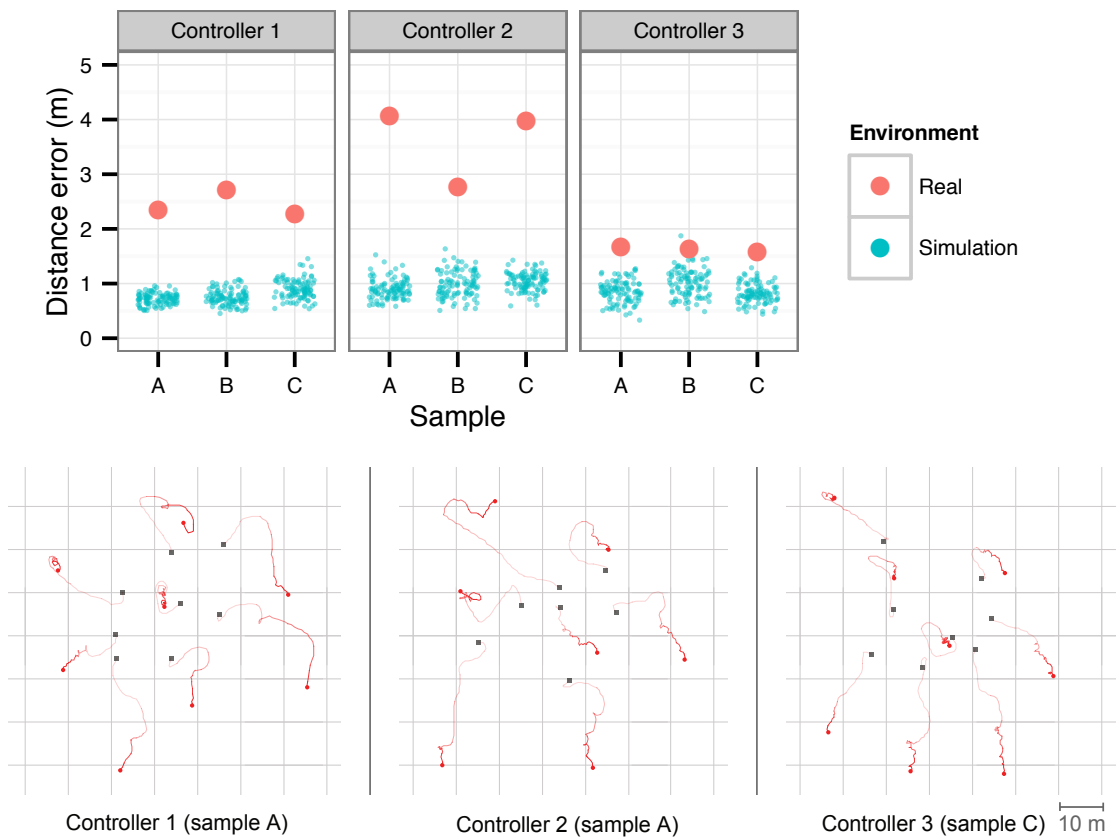 Controller 1
Controller 2
Controller 3
Distance error (m)
5
4
3
2
1
0
A
B
C
A
B
C
A
B
C
Sample
Environment
Real
Simulation
Controller 1 (sample A)
Controller 2 (sample A)
Controller 3 (sample C)
10 m